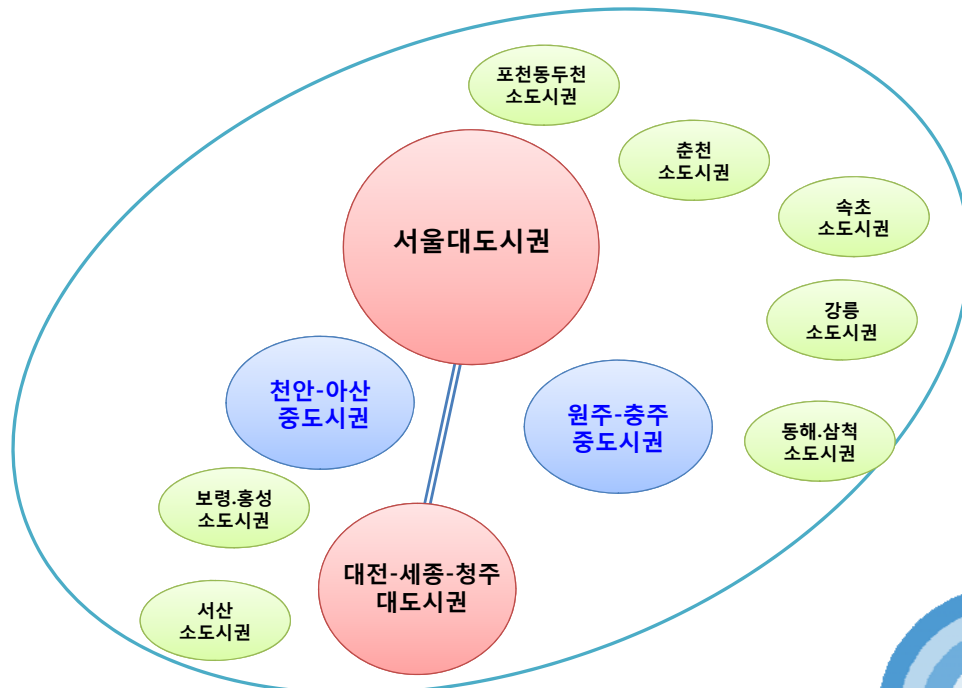 포천동두천
소도시권
춘천
소도시권
속초
소도시권
서울대도시권
강릉
소도시권
천안-아산
중도시권
원주-충주
중도시권
동해.삼척
소도시권
보령.홍성
소도시권
대전-세종-청주
대도시권
서산
소도시권